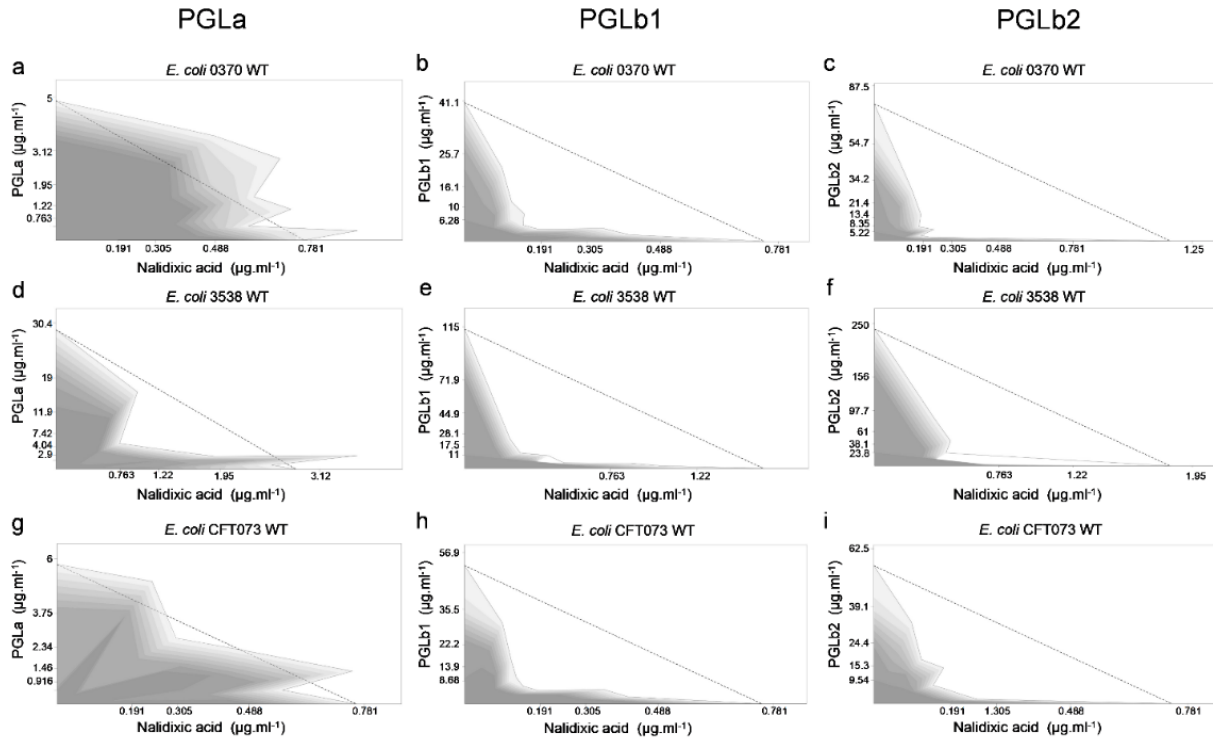 PGLa PGLb1 PGLb2
a b c
E. coli 0370 WT E. coli 0370 WT E. coli 0370 WT
PGLa (µg.ml-1)
5
3.12
1.95
1.22
0.763
0.191 0.305 0.488 0.781
Nalidixic acid (µg.ml-1)
PGLb1 (µg.ml-1)
41.1
25.7
16.1
10
6.28
0.191 0.305 0.488 0.781
Nalidixic acid (µg.ml-1)
PGLb2 (µg.ml-1)
87.5
54.7
34.2
21.4
13.4
8.35
5.22
0.191 0.305 0.488 0.781 1.25
Nalidixic acid (µg.ml-1)
d e f
E. coli 3538 WT E. coli 3538 WT E. coli 3538 WT
PGLa (µg.ml-1)
30.4
19
11.9
7.42
4.04
2.9
0.763 1.22 1.95 3.12
Nalidixic acid (µg.ml-1)
PGLb1 (µg.ml-1)
115
71.9
44.9
28.1
17.5
11
0.763 1.22
Nalidixic acid (µg.ml-1)
PGLb2 (µg.ml-1)
250
156
97.7
61
38.1
23.8
0.763 1.22 1.95
Nalidixic acid (µg.ml-1)
g h i
E. coli CFT073 WT E. coli CFT073 WT E. coli CFT073 WT
PGLa (µg.ml-1)
6
3.75
2.34
1.46
0.916
0.191 0.305 0.488 0.781
Nalidixic acid (µg.ml-1)
PGLb1 (µg.ml-1)
56.9
35.5
22.2
13.9
8.68
0.191 0.305 0.488 0.781
Nalidixic acid (µg.ml-1)
PGLb2 (µg.ml-1)
62.5
39.1
24.4
15.3
9.54
0.191 1.305 0.488 0.781
Nalidixic acid (µg.ml-1)